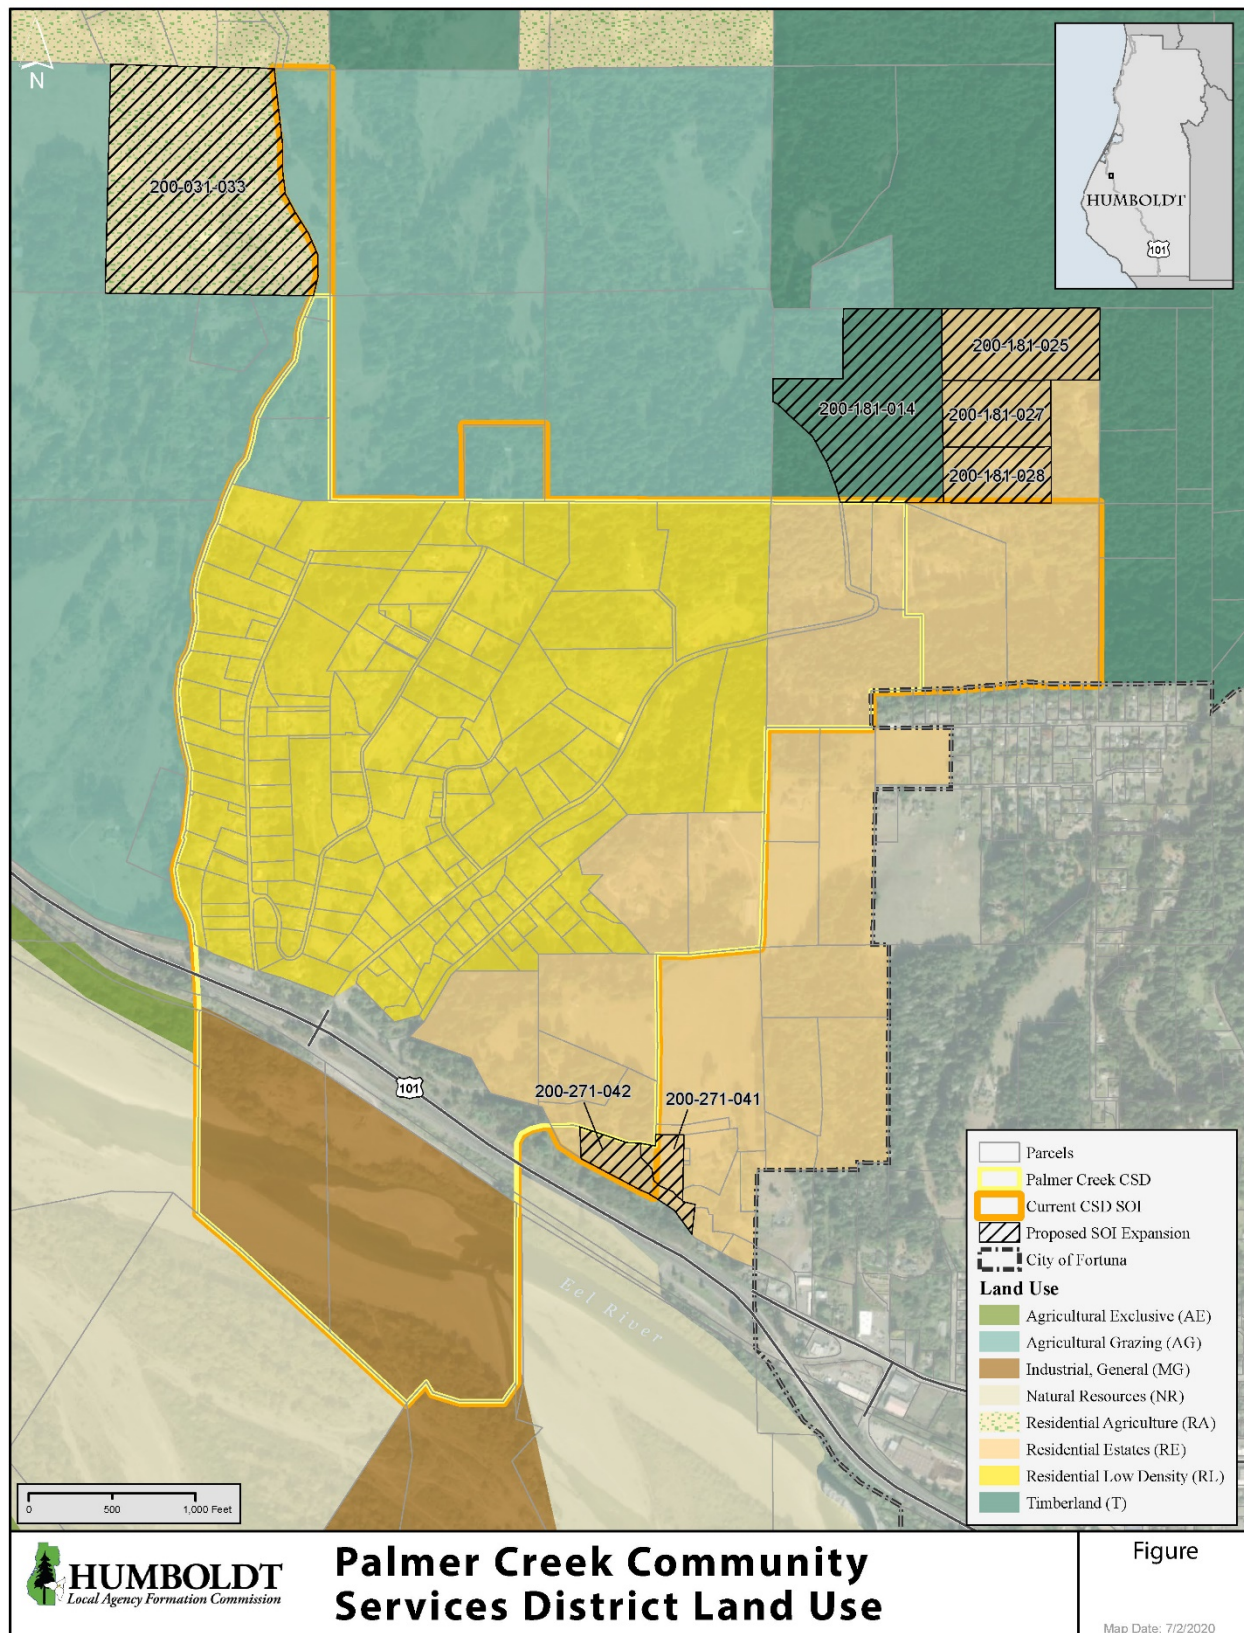 N
HUMBOLDT
101
200-031-033
200-181-025
200-181-014
200-181-027
200-181-028
101
200-271-042
200-271-041
Eel River
Parcels
Palmer Creek CSD
Current CSD SOI
Proposed SOI Expansion
City of Fortuna
Land Use
Agricultural Exclusive (AE)
Agricultural Grazing (AG)
Industrial, General (MG)
Natural Resources (NR)
Residential Agriculture (RA)
Residential Estates (RE)
Residential Low Density (RL)
Timberland (T)
0 500 1,000 Feet
HUMBOLDT
Local Agency Formation Commission
Palmer Creek Community
Services District Land Use
Figure
Map Date: 7/2/2020